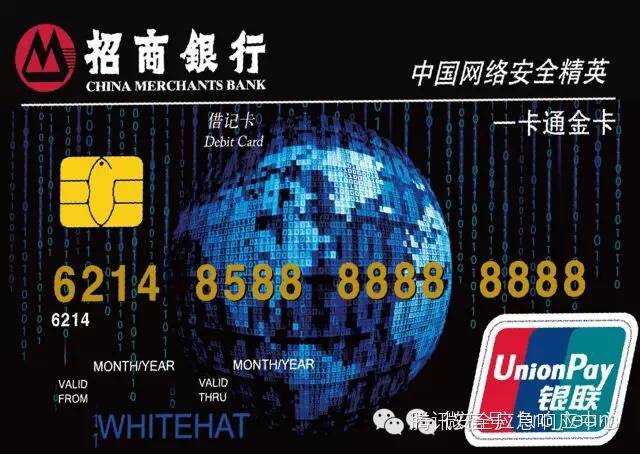 招商銀行
CHINA MERCHANTS BANK
中国网络安全精英
一卡通金卡
借记卡
Debit Card
6214 8588 8888 8888
6214
MONTH/YEAR MONTH/YEAR
VALID FROM VALID THRU
WHITEHAT
UnionPay
银联